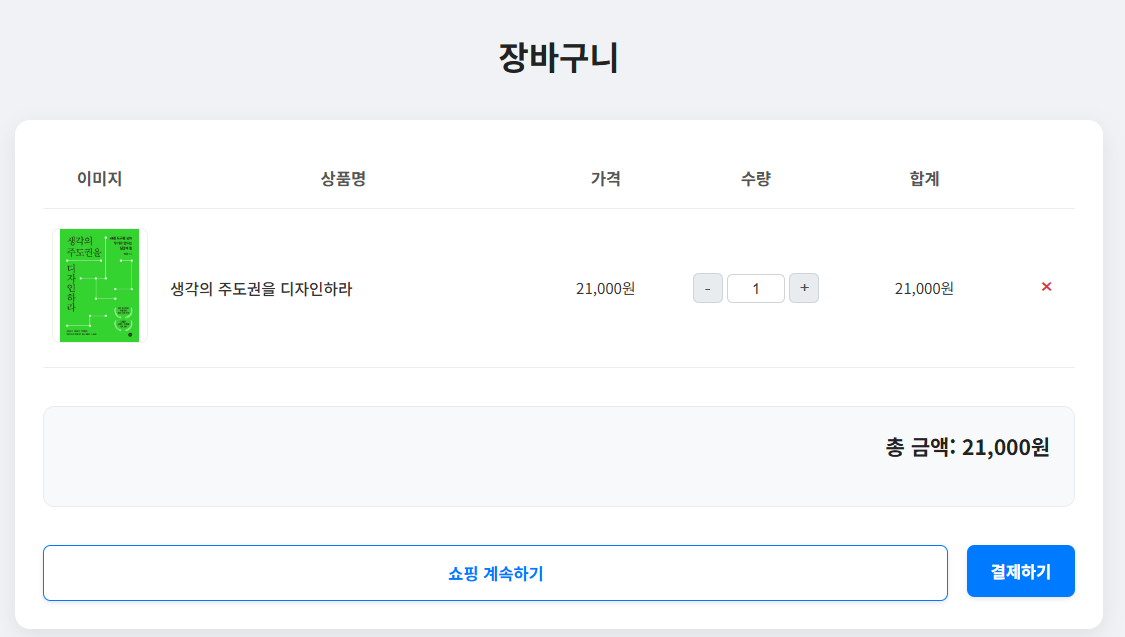 장바구니
이미지 상품명 가격 수량 합계
생각의
주도권을
디자인하라
생각의 주도권을 디자인하라 21,000원 - 1 + 21,000원 ×
총 금액: 21,000원
쇼핑 계속하기 결제하기